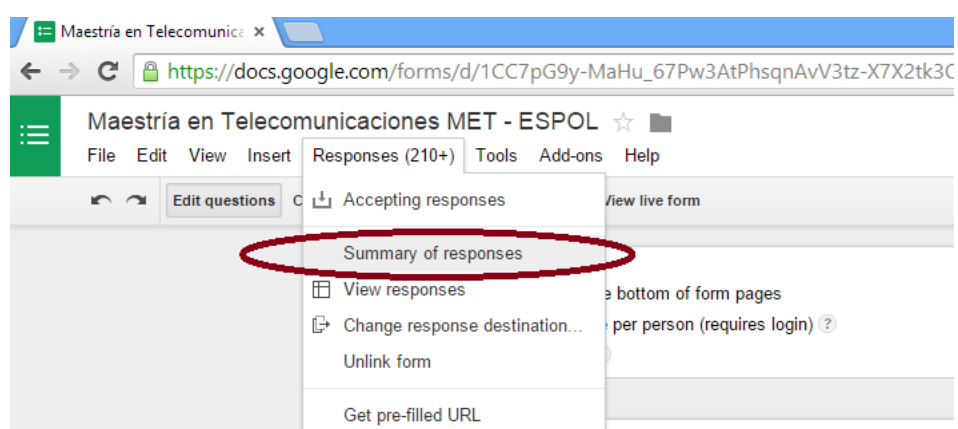 Maestría en Telecomunica
https://docs.google.com/forms/d/1CC7pG9y-MaHu_67Pw3AtPhsqnAvV3tz-X7X2tk3C
Maestría en Telecomunicaciones MET - ESPOL
File Edit View Insert Responses (210+) Tools Add-ons Help
Edit questions C View live form
Accepting responses
Summary of responses
View responses
e bottom of form pages
Change response destination...
per person (requires login) ?
Unlink form
Get pre-filled URL